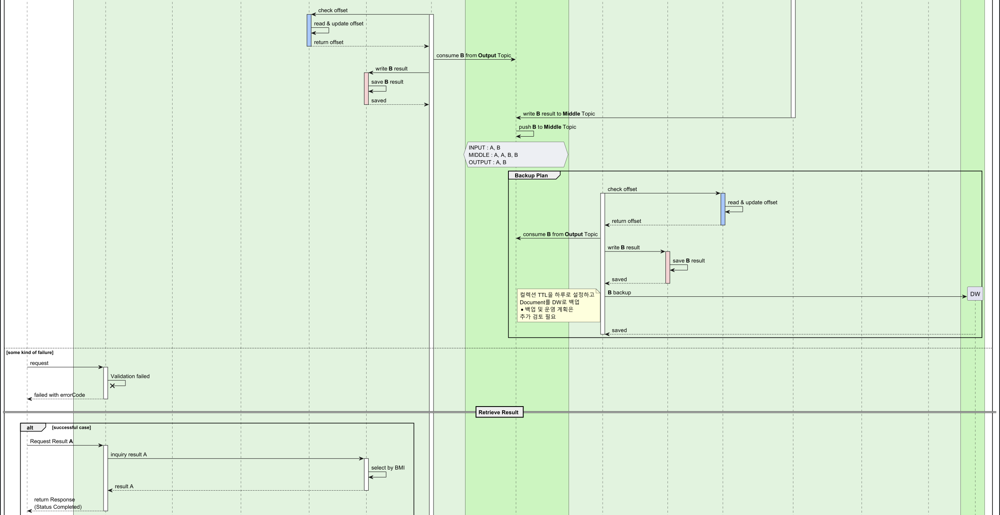 check offset
read & update offset
return offset
consume B from Output Topic
write B result
save B result
saved
write B result to Middle Topic
push B to Middle Topic
INPUT : A, B
MIDDLE : A, A, B, B
OUTPUT : A, B
Backup Plan
check offset
read & update offset
return offset
consume B from Output Topic
write B result
save B result
saved
B backup
DW
컬렉션 TTL을 하루로 설정하고
Document를 DW로 백업
• 백업 및 운영 계획은
추가 검토 필요
saved
[some kind of failure]
request
Validation failed
failed with errorCode
Retrieve Result
alt [successful case]
Request Result A
inquiry result A
select by BMI
result A
return Response
(Status Completed)